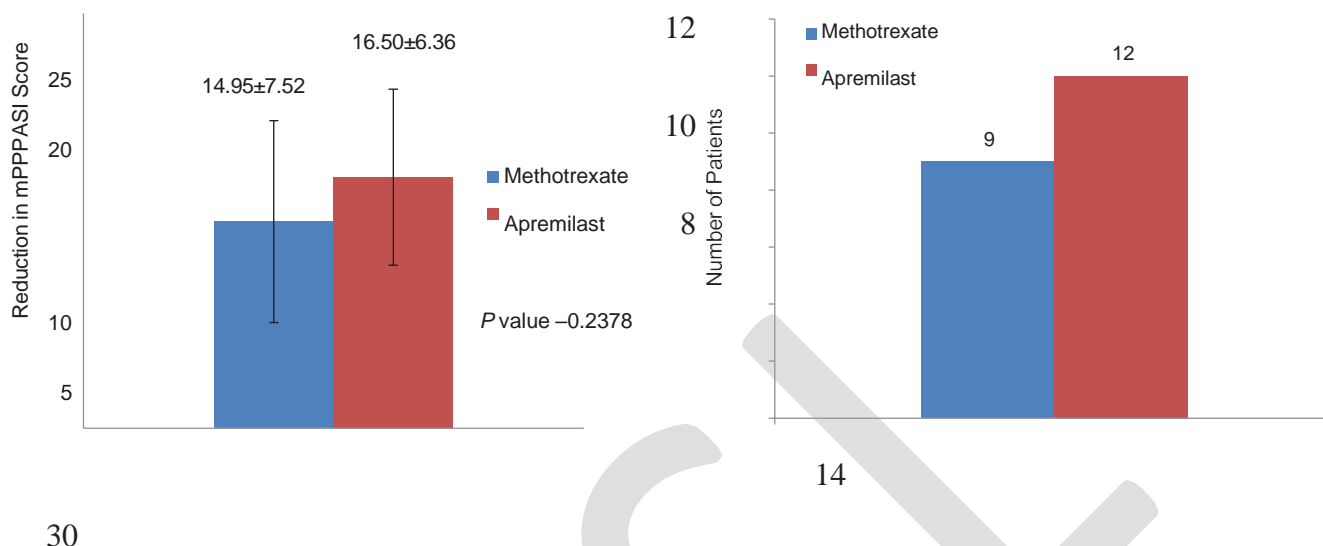 Reduction in mPPPASI Score
25
20
10
5
14.95±7.52
16.50±6.36
Methotrexate
Apremilast
P value –0.2378
12
10
8
Number of Patients
Methotrexate
Apremilast
9
12
14
30